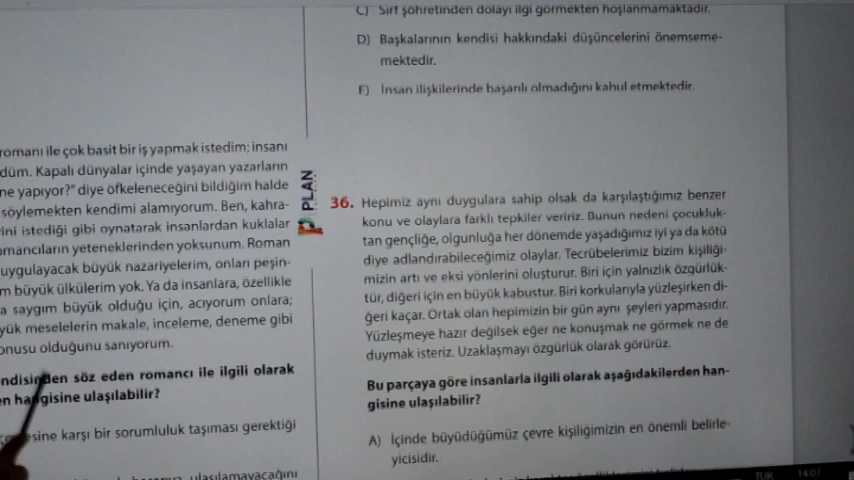 romanı ile çok basit bir iş yapmak istedim; insanı
düm. Kapalı dünyalar içinde yaşayan yazarların
ne yapıyor?” diye öfkeleneceğini bildiğim halde
söylemekten kendimi alamıyorum. Ben, kahra-
ini istediği gibi oynatarak insanlardan kuklalar
omancıların yeteneklerinden yoksunum. Roman
uygulayacak büyük nazariyelerim, onları peşin-
m büyük ülkülerim yok. Ya da insanlara, özellikle
a saygım büyük olduğu için, acıyorum onlara;
yük meselelerin makale, inceleme, deneme gibi
onusu olduğunu sanıyorum.
ndisinden söz eden romancı ile ilgili olarak
en hangisine ulaşılabilir?
esine karşı bir sorumluluk taşıması gerektiği
ulaşılamayacağını
PLAN
C) Sırf şöhretinden dolayı ilgi görmekten hoşlanmamaktadır.
D) Başkalarının kendisi hakkındaki düşüncelerini önemseme-
mektedir.
E) İnsan ilişkilerinde başarılı olmadığını kabul etmektedir.
36. Hepimiz aynı duygulara sahip olsak da karşılaştığımız benzer
konu ve olaylara farklı tepkiler veririz. Bunun nedeni çocukluk-
tan gençliğe, olgunluğa her dönemde yaşadığımız iyi ya da kötü
diye adlandırabileceğimiz olaylar. Tecrübelerimiz bizim kişiliği-
mizin artı ve eksi yönlerini oluşturur. Biri için yalnızlık özgürlük-
tür, diğeri için en büyük kabustur. Biri korkularıyla yüzleşirken di-
ğeri kaçar. Ortak olan hepimizin bir gün aynı şeyleri yapmasıdır.
Yüzleşmeye hazır değilsek eğer ne konuşmak ne görmek ne de
duymak isteriz. Uzaklaşmayı özgürlük olarak görürüz.
Bu parçaya göre insanlarla ilgili olarak aşağıdakilerden han-
gisine ulaşılabilir?
A) İçinde büyüdüğümüz çevre kişiliğimizin en önemli belirle-
yicisidir.
TUR 14:07